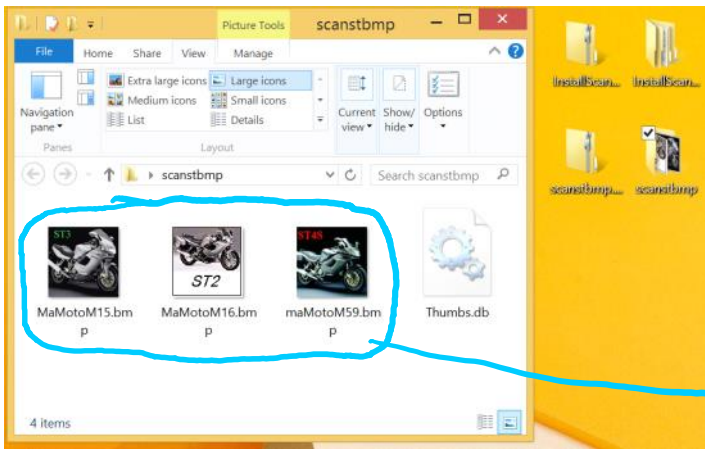 Picture Tools
scanstbmp
File
Home
Share
View
Manage
Navigation
pane
Extra large icons
Large icons
Medium icons
Small icons
List
Details
Current
view
Show/
hide
Options
Panes
Layout
scanstbmp
Search scanstbmp
ST3
MaMotoM15.bm
p
ST2
MaMotoM16.bm
p
ST4S
maMotoM59.bm
p
Thumbs.db
4 items
InstallScan...
InstallScan...
scanstbmp...
scanstbmp